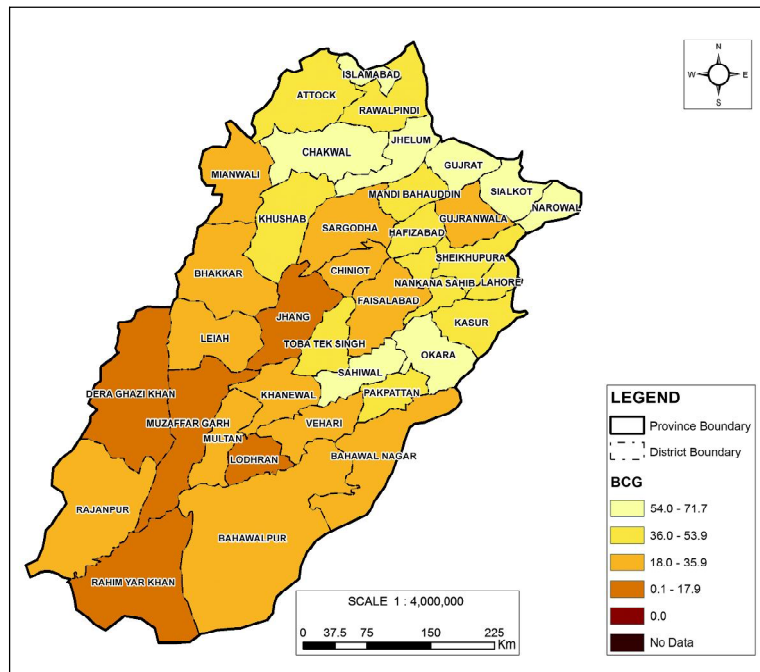 N
W E
S
ISLAMABAD
ATTOCK
RAWALPINDI
JHELUM
CHAKWAL
GUJRAT
MIANWALI
SIALKOT
MANDI BAHAUDDIN
NAROWAL
KHUSHAB
GUJRANWALA
SARGODHA
HAFIZABAD
SHEIKHUPURA
CHINIOT
BHAKKAR
NANKANA SAHIB
LAHORE
FAISALABAD
JHANG
KASUR
LEIAH
TOBA TEK SINGH
OKARA
SAHIWAL
DERA GHAZI KHAN
KHANEWAL
PAKPATTAN
MUZAFFAR GARH
VEHARI
MULTAN
LODHRAN
BAHAWAL NAGAR
RAJANPUR
BAHAWALPUR
RAHIM YAR KHAN
LEGEND
Province Boundary
District Boundary
BCG
54.0 - 71.7
36.0 - 53.9
18.0 - 35.9
0.1 - 17.9
0.0
No Data
SCALE 1 : 4,000,000
0 37.5 75 150 225
Km